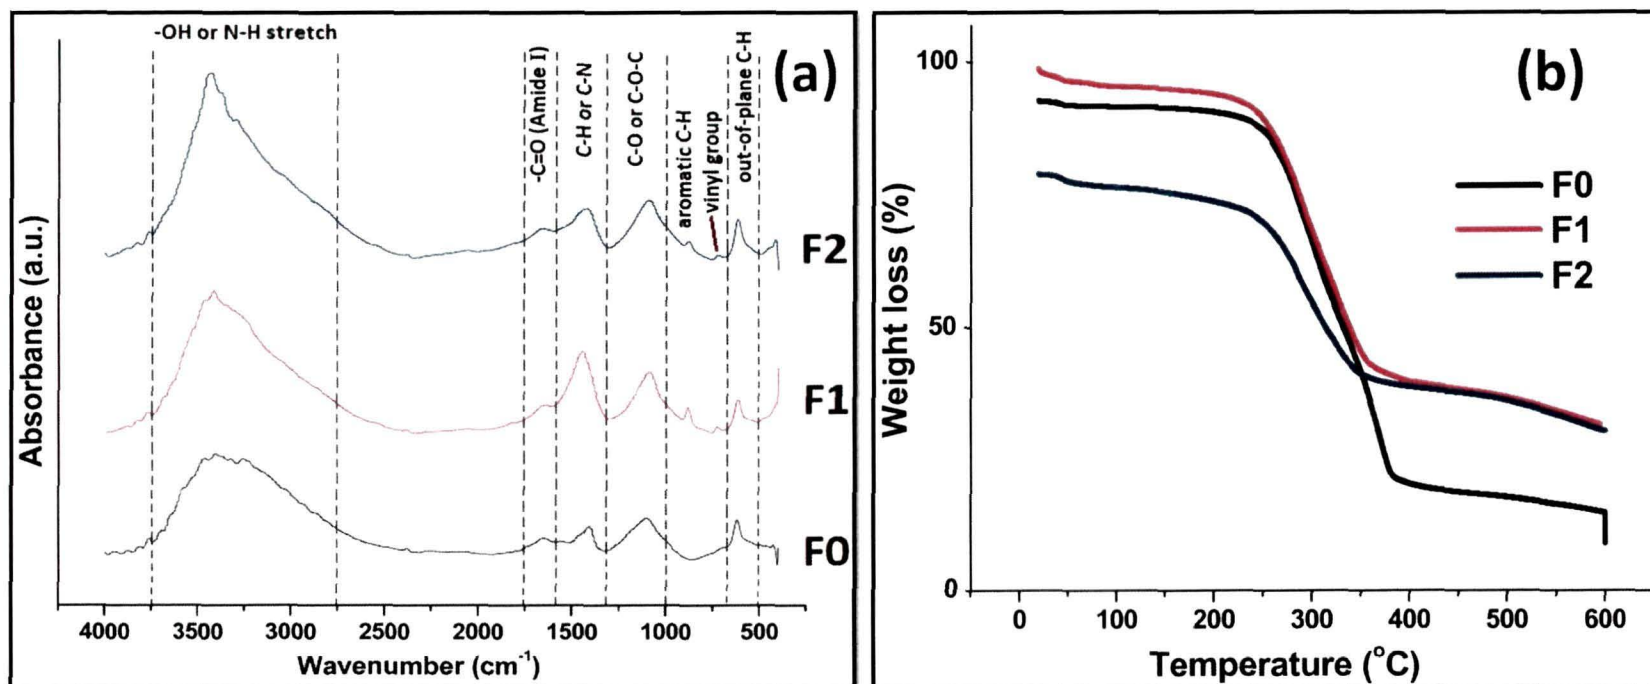 -OH or N-H stretch
-C=O (Amide I)
C-H or C-N
C-O or C-O-C
aromatic C-H
vinyl group
out-of-plane C-H
(a)
F2
F1
F0
Absorbance (a.u.)
4000 3500 3000 2500 2000 1500 1000 500
Wavenumber (cm⁻¹)
(b)
100
50
0
F0
F1
F2
Weight loss (%)
0 100 200 300 400 500 600
Temperature (°C)